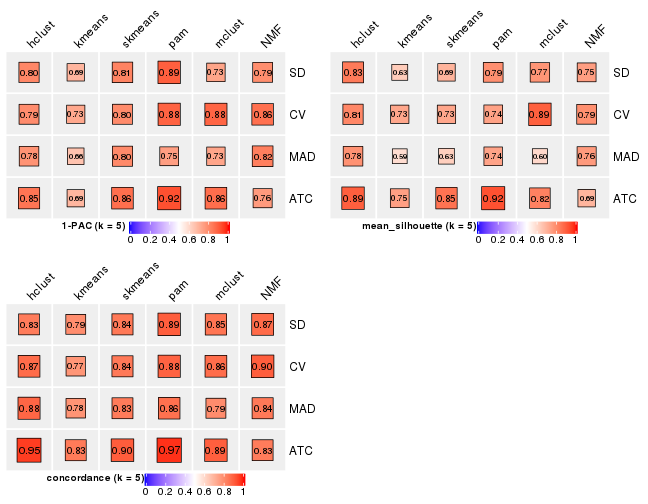 hclust kmeans skmeans pam mclust NMF
0.80 0.69 0.81 0.89 0.73 0.79 SD
0.79 0.73 0.80 0.88 0.88 0.86 CV
0.78 0.66 0.80 0.75 0.73 0.82 MAD
0.85 0.69 0.86 0.92 0.86 0.76 ATC
1-PAC (k = 5)
0 0.2 0.4 0.6 0.8 1
hclust kmeans skmeans pam mclust NMF
0.83 0.63 0.69 0.79 0.77 0.75 SD
0.81 0.73 0.73 0.74 0.89 0.79 CV
0.78 0.59 0.63 0.74 0.60 0.76 MAD
0.89 0.75 0.85 0.92 0.82 0.69 ATC
mean_silhouette (k = 5)
0 0.2 0.4 0.6 0.8 1
hclust kmeans skmeans pam mclust NMF
0.83 0.79 0.84 0.89 0.85 0.87 SD
0.87 0.77 0.84 0.88 0.86 0.90 CV
0.88 0.78 0.83 0.86 0.79 0.84 MAD
0.95 0.83 0.90 0.97 0.89 0.83 ATC
concordance (k = 5)
0 0.2 0.4 0.6 0.8 1